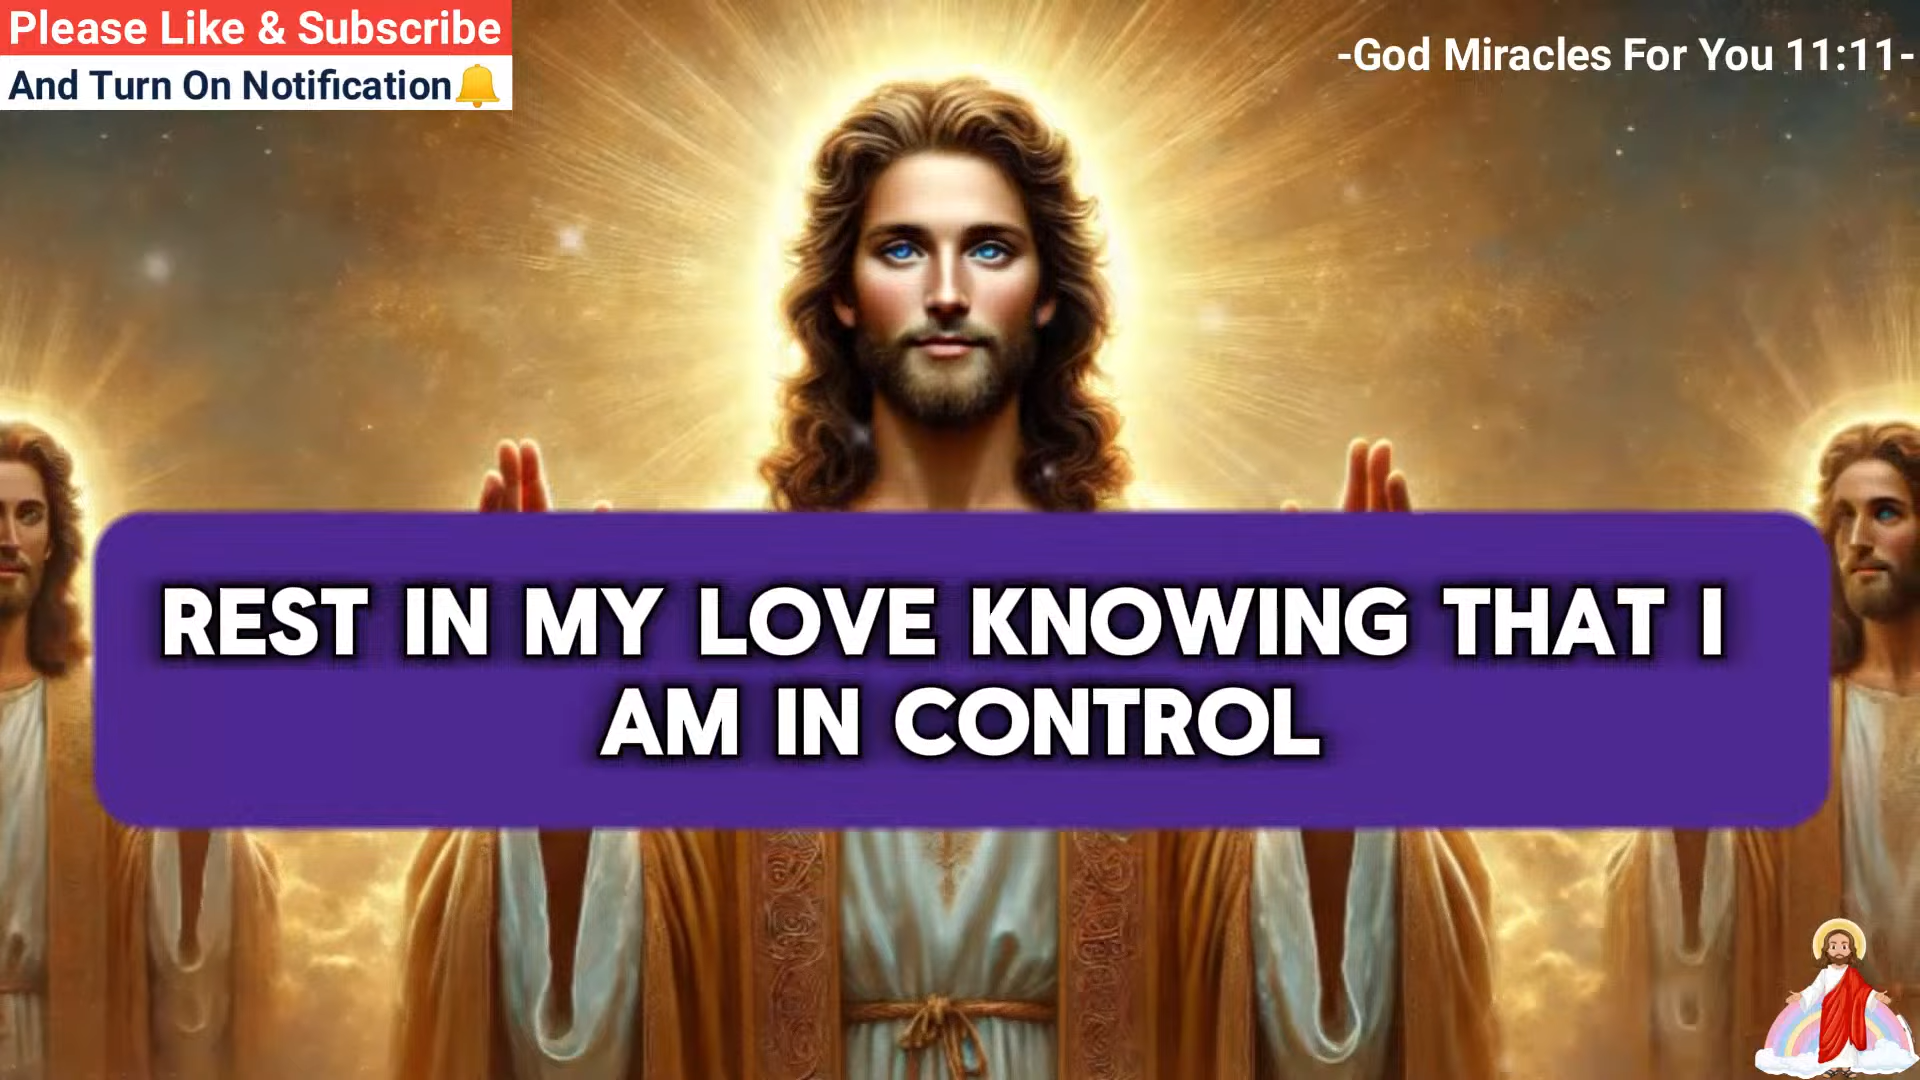 Please Like & Subscribe
And Turn On Notification🔔
-God Miracles For You 11:11-
REST IN MY LOVE KNOWING THAT I
AM IN CONTROL